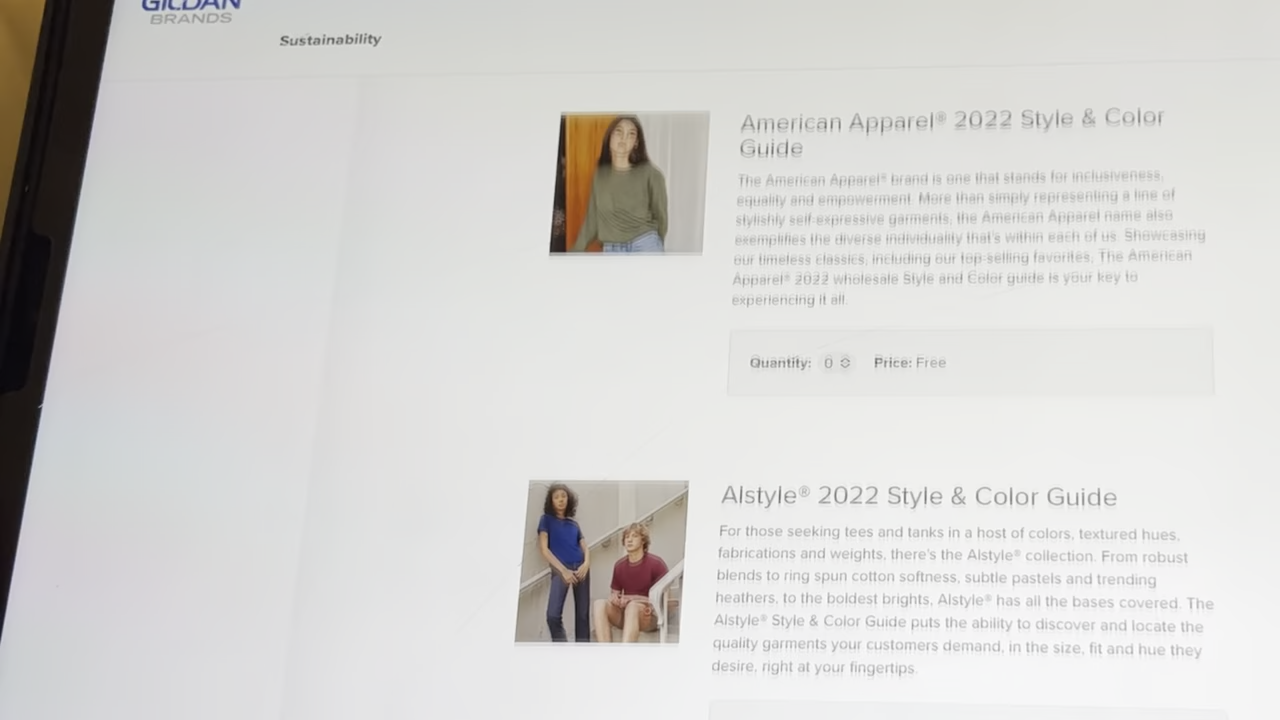 GILDAN
BRANDS
Sustainability
American Apparel® 2022 Style & Color
Guide
The American Apparel® brand is one that stands for inclusiveness,
equality and empowerment. More than simply representing a line of
stylishly self-expressive garments, the American Apparel name also
exemplifies the diverse individuality that's within each of us. Showcasing
our timeless classics, including our top-selling favorites, The American
Apparel® 2022 wholesale Style and Color guide is your key to
experiencing it all.
Quantity: 0 Price: Free
Alstyle® 2022 Style & Color Guide
For those seeking tees and tanks in a host of colors, textured hues,
fabrications and weights, there's the Alstyle® collection. From robust
blends to ring spun cotton softness, subtle pastels and trending
heathers, to the boldest brights, Alstyle® has all the bases covered. The
Alstyle® Style & Color Guide puts the ability to discover and locate the
quality garments your customers demand, in the size, fit and hue they
desire, right at your fingertips.